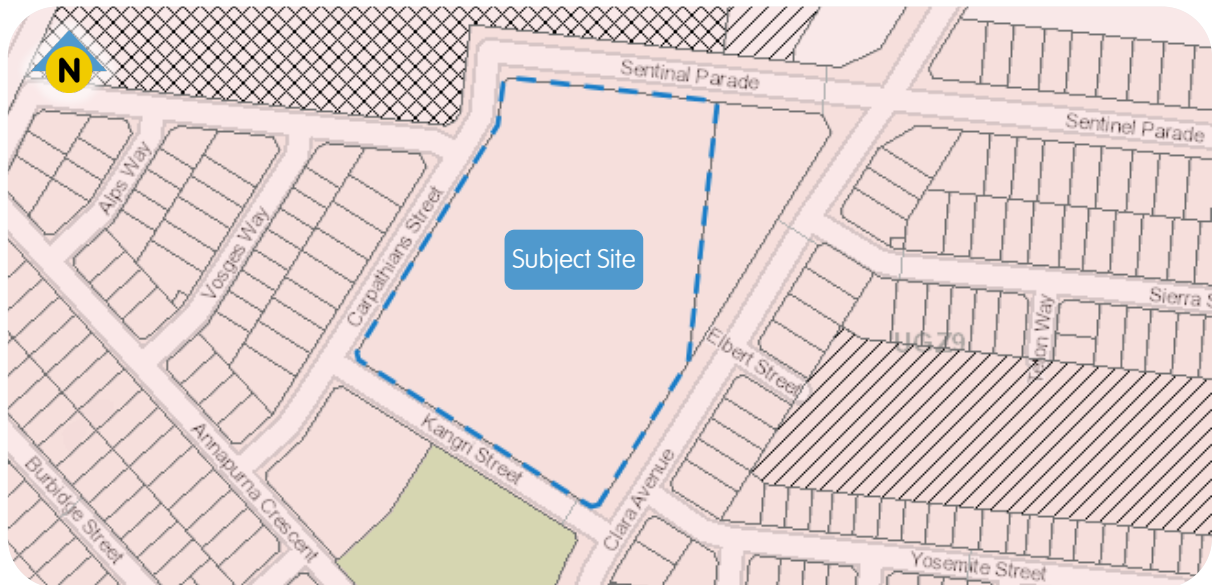 N
Sentinal Parade
Sentinel Parade
Alps Way
Vosges Way
Carpathians Street
Subject Site
Sierra S
UGZ9
Elbert Street
Kangri Street
Annapurna Crescent
Burbidge Street
Clara Avenue
Yosemite Street